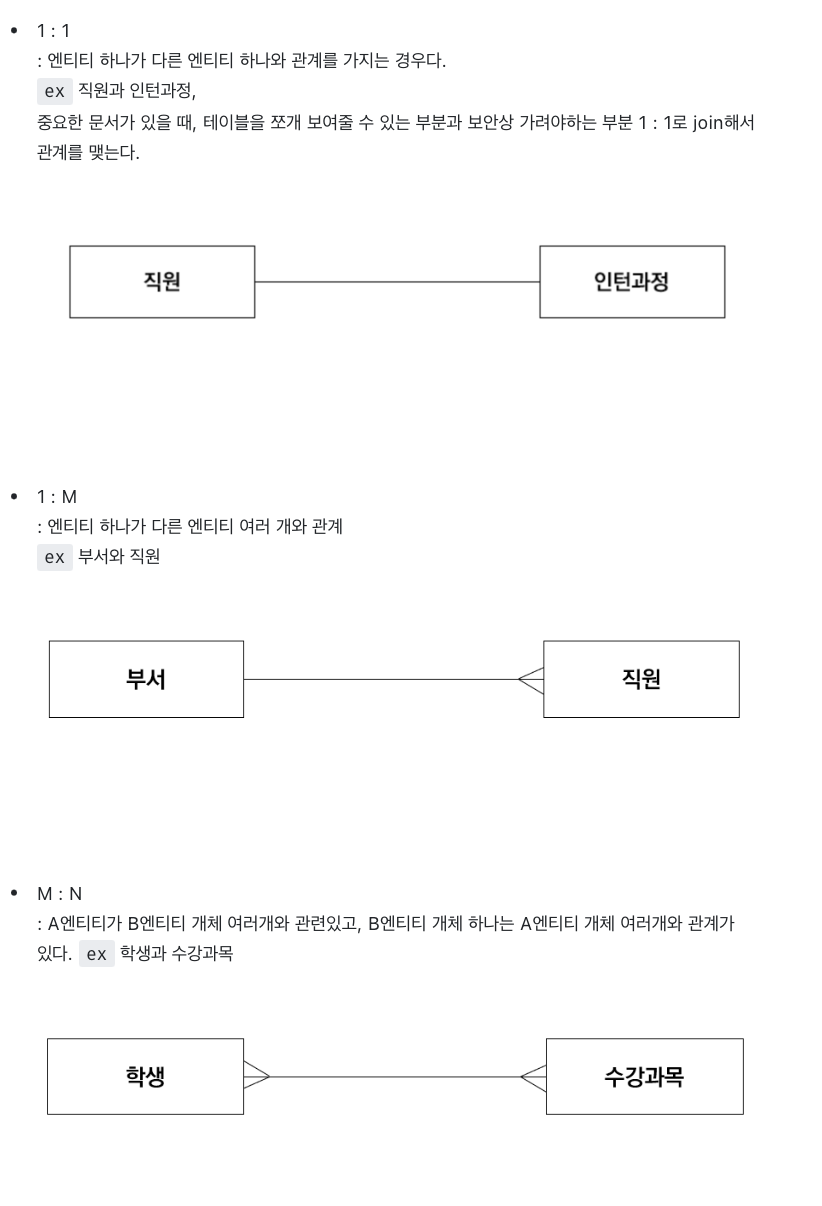 1 : 1
: 엔티티 하나가 다른 엔티티 하나와 관계를 가지는 경우다.
ex 직원과 인턴과정,
중요한 문서가 있을 때, 테이블을 쪼개 보여줄 수 있는 부분과 보안상 가려야하는 부분 1 : 1로 join해서
관계를 맺는다.
직원 인턴과정
1 : M
: 엔티티 하나가 다른 엔티티 여러 개와 관계
ex 부서와 직원
부서 직원
M : N
: A엔티티가 B엔티티 개체 여러개와 관련있고, B엔티티 개체 하나는 A엔티티 개체 여러개와 관계가
있다. ex 학생과 수강과목
학생 수강과목